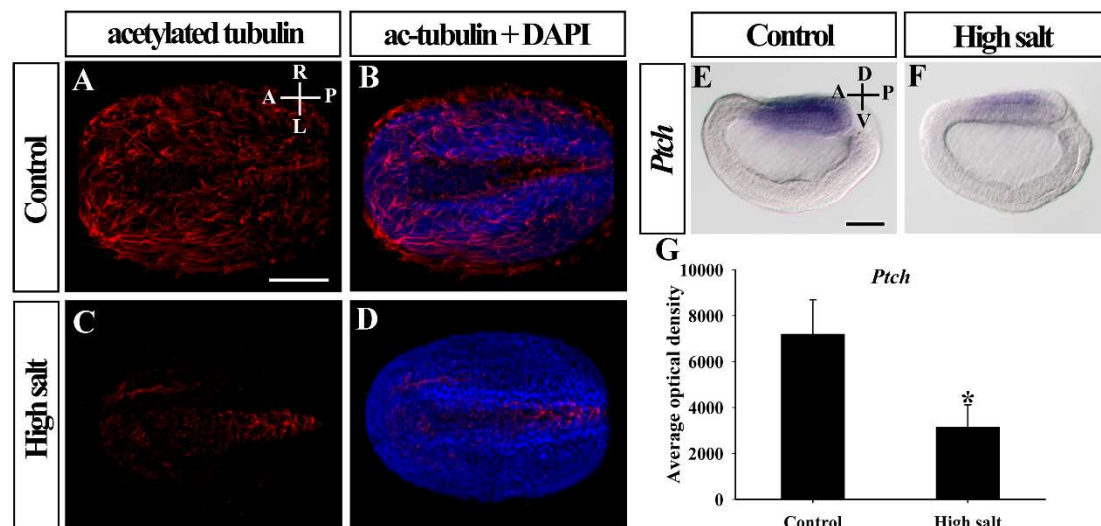 acetylated tubulin
ac-tubulin + DAPI
Control
High salt
Control
High salt
Ptch
A
R
A P
L
B
C
D
E
D
A P
V
F
G
Ptch
Average optical density
10000
8000
6000
4000
2000
0
*
Control
High salt